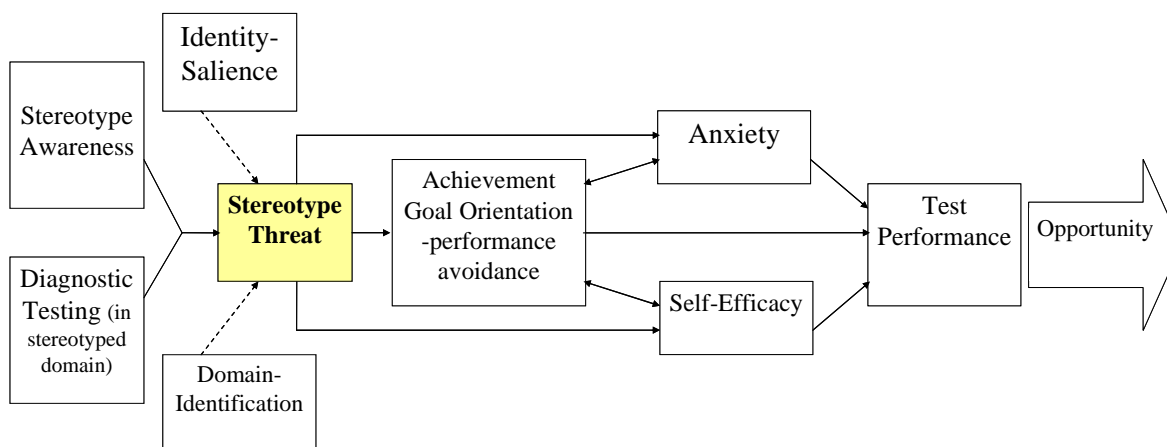 Identity-
Salience
Stereotype
Awareness
Anxiety
Stereotype
Threat
Achievement
Goal Orientation
-performance
avoidance
Test
Performance
Opportunity
Diagnostic
Testing (in
stereotyped
domain)
Self-Efficacy
Domain-
Identification